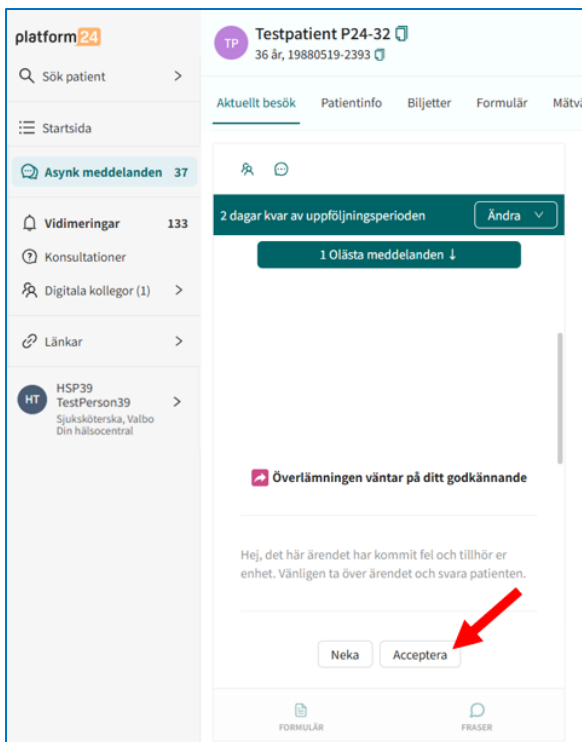 platform24
Sök patient
Startsida
Asynk meddelanden 37
Vidimeringar 133
Konsultationer
Digitala kollegor (1)
Länkar
HT
HSP39
TestPerson39
Sjuksköterska, Valbo
Din hälsocentral
TP
Testpatient P24-32
36 år, 19880519-2393
Aktuellt besök Patientinfo Biljetter Formulär Mätvä
2 dagar kvar av uppföljningsperioden Ändra
1 Olästa meddelanden ↓
Överlämningen väntar på ditt godkännande
Hej, det här ärendet har kommit fel och tillhör er
enhet. Vänligen ta över ärendet och svara patienten.
Neka Acceptera
FORMULÄR FRASER